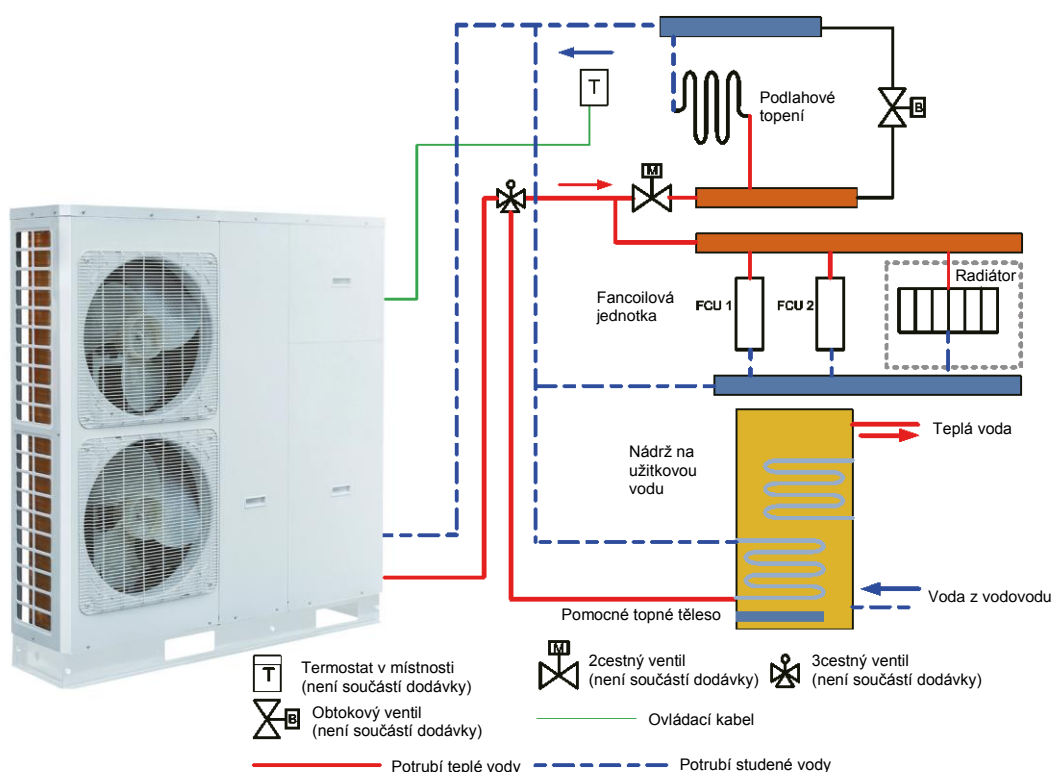 T
Podlahové
topení
B
M
Radiátor
Fancoilová
jednotka
FCU 1
FCU 2
Teplá voda
Nádrž na
užitkovou
vodu
Voda z vodovodu
Pomocné topné těleso
T
Termostat v místnosti
(není součástí dodávky)
M
2cestný ventil
(není součástí dodávky)
3cestný ventil
(není součástí dodávky)
B
Obtokový ventil
(není součástí dodávky)
Ovládací kabel
Potrubí teplé vody
Potrubí studené vody